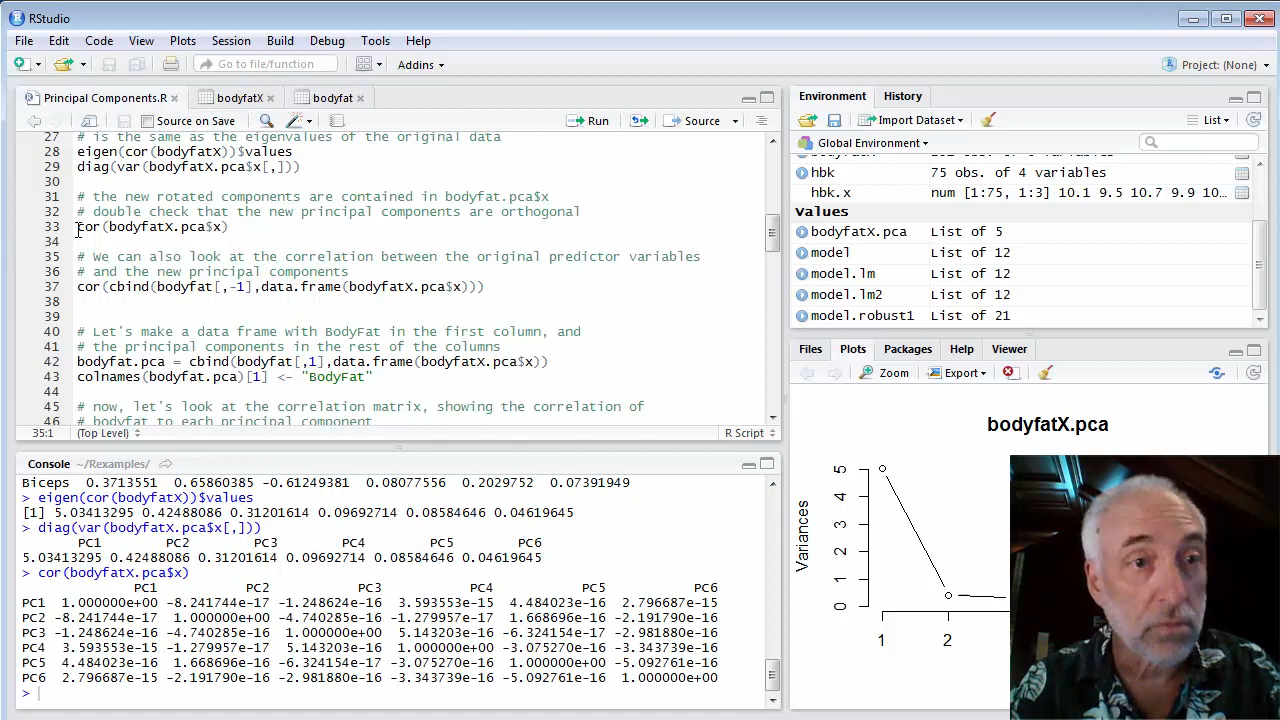 RStudio
File Edit Code View Plots Session Build Debug Tools Help
Go to file/function Addins Project: (None)
Principal Components.R bodyfatX bodyfat
Source on Save Run Source
27 # is the same as the eigenvalues of the original data
28 eigen(cor(bodyfatX))$values
29 diag(var(bodyfatX.pca$x[,]))
30
31 # the new rotated components are contained in bodyfat.pca$x
32 # double check that the new principal components are orthogonal
33 cor(bodyfatX.pca$x)
34
35 # We can also look at the correlation between the original predictor variables
36 # and the new principal components
37 cor(cbind(bodyfat[,-1],data.frame(bodyfatX.pca$x)))
38
39
40 # Let's make a data frame with BodyFat in the first column, and
41 # the principal components in the rest of the columns
42 bodyfat.pca = cbind(bodyfat[,1],data.frame(bodyfatX.pca$x))
43 colnames(bodyfat.pca)[1] <- "BodyFat"
44
45 # now, let's look at the correlation matrix, showing the correlation of
46 # bodyfat to each principal component
35:1 (Top Level) R Script
Console ~/Rexamples/
Biceps 0.3713551 0.65860385 -0.61249381 0.08077556 0.2029752 0.07391949
> eigen(cor(bodyfatX))$values
[1] 5.03413295 0.42488086 0.31201614 0.09692714 0.08584646 0.04619645
> diag(var(bodyfatX.pca$x[,]))
PC1 PC2 PC3 PC4 PC5 PC6
5.03413295 0.42488086 0.31201614 0.09692714 0.08584646 0.04619645
> cor(bodyfatX.pca$x)
PC1 PC2 PC3 PC4 PC5 PC6
PC1 1.000000e+00 -8.241744e-17 -1.248624e-16 3.593553e-15 4.484023e-16 2.796687e-15
PC2 -8.241744e-17 1.000000e+00 -4.740285e-16 -1.279957e-17 1.668696e-16 -2.191790e-16
PC3 -1.248624e-16 -4.740285e-16 1.000000e+00 5.143203e-16 -6.324154e-17 -2.981880e-16
PC4 3.593553e-15 -1.279957e-17 5.143203e-16 1.000000e+00 -3.075270e-16 -3.343739e-16
PC5 4.484023e-16 1.668696e-16 -6.324154e-17 -3.075270e-16 1.000000e+00 -5.092761e-16
PC6 2.796687e-15 -2.191790e-16 -2.981880e-16 -3.343739e-16 -5.092761e-16 1.000000e+00
>
Environment History
Import Dataset List
Global Environment
hbk 75 obs. of 4 variables
hbk.x num [1:75, 1:3] 10.1 9.5 10.7 9.9 10...
values
bodyfatX.pca List of 5
model List of 12
model.lm List of 12
model.lm2 List of 12
model.robust1 List of 21
Files Plots Packages Help Viewer
Zoom Export
bodyfatX.pca
Variances
5
4
3
2
1
0
1 2